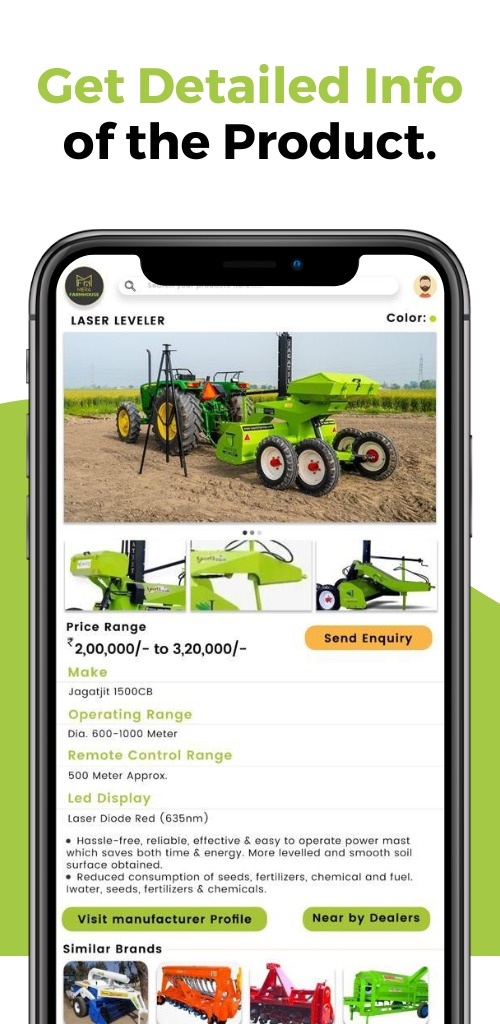 Get Detailed Info
of the Product.
MERA
FARMHOUSE
LASER LEVELER
Color:
JAGATJIT
Price Range
₹2,00,000/- to 3,20,000/-
Send Enquiry
Make
Jagatjit 1500CB
Operating Range
Dia. 600-1000 Meter
Remote Control Range
500 Meter Approx.
Led Display
Laser Diode Red (635nm)
• Hassle-free, reliable, effective & easy to operate power mast
which saves both time & energy. More levelled and smooth soil
surface obtained.
• Reduced consumption of seeds, fertilizers, chemical and fuel.
lwater, seeds, fertilizers & chemicals.
Visit manufacturer Profile
Near by Dealers
Similar Brands